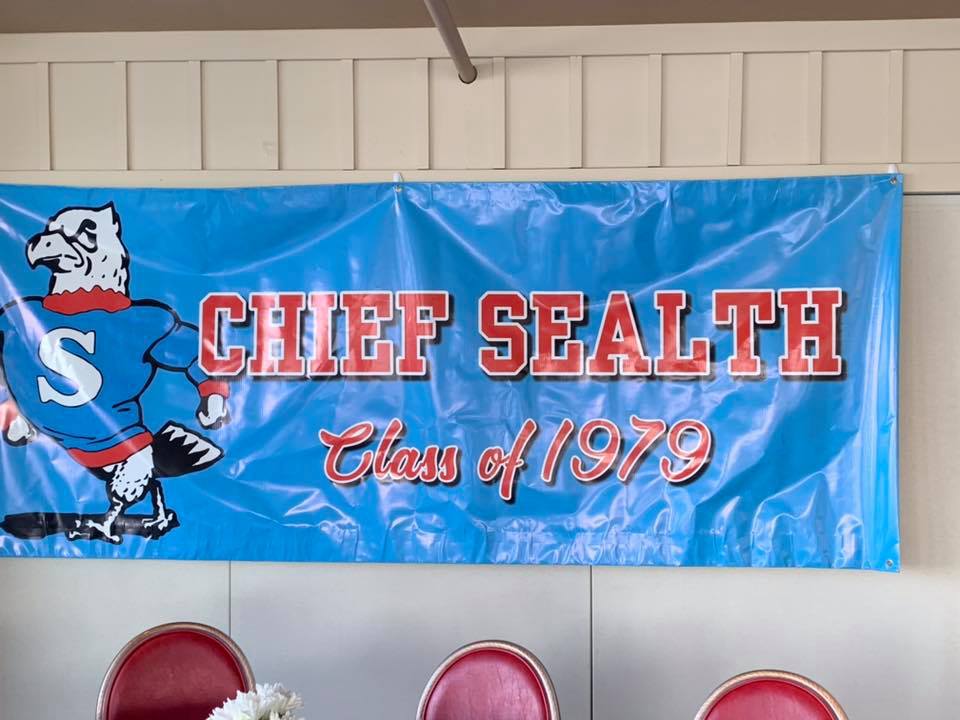 S
CHIEF SEALTH
Class of 1979